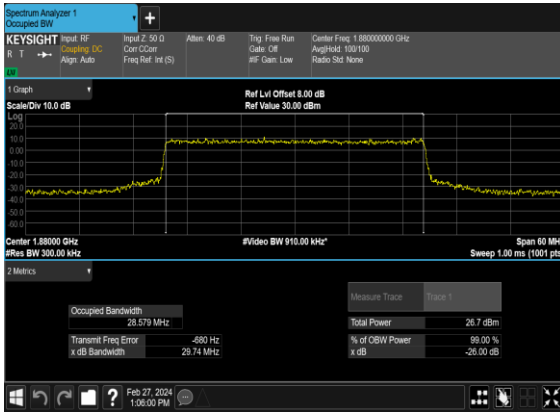 Spectrum Analyzer 1
Occupied BW
KEYSIGHT
R T
LXI
Input: RF
Coupling: DC
Align: Auto
Input Z: 50 Ω
Corr CCorr
Freq Ref: Int (S)
Atten: 40 dB
Trig: Free Run
Gate: Off
#IF Gain: Low
Center Freq: 1.880000000 GHz
Avg|Hold: 100/100
Radio Std: None
1 Graph
Scale/Div 10.0 dB
Ref Lvl Offset 8.00 dB
Ref Value 30.00 dBm
Log
20.0
10.0
0.00
-10.0
-20.0
-30.0
-40.0
-50.0
-60.0
Center 1.88000 GHz
#Video BW 910.00 kHz*
Span 60 MH
#Res BW 300.00 kHz
Sweep 1.00 ms (1001 pts
2 Metrics
Measure Trace
Trace 1
Occupied Bandwidth
28.579 MHz
Total Power
26.7 dBm
Transmit Freq Error
-680 Hz
% of OBW Power
99.00 %
x dB Bandwidth
29.74 MHz
x dB
-26.00 dB
?
Feb 27, 2024
1:06:00 PM